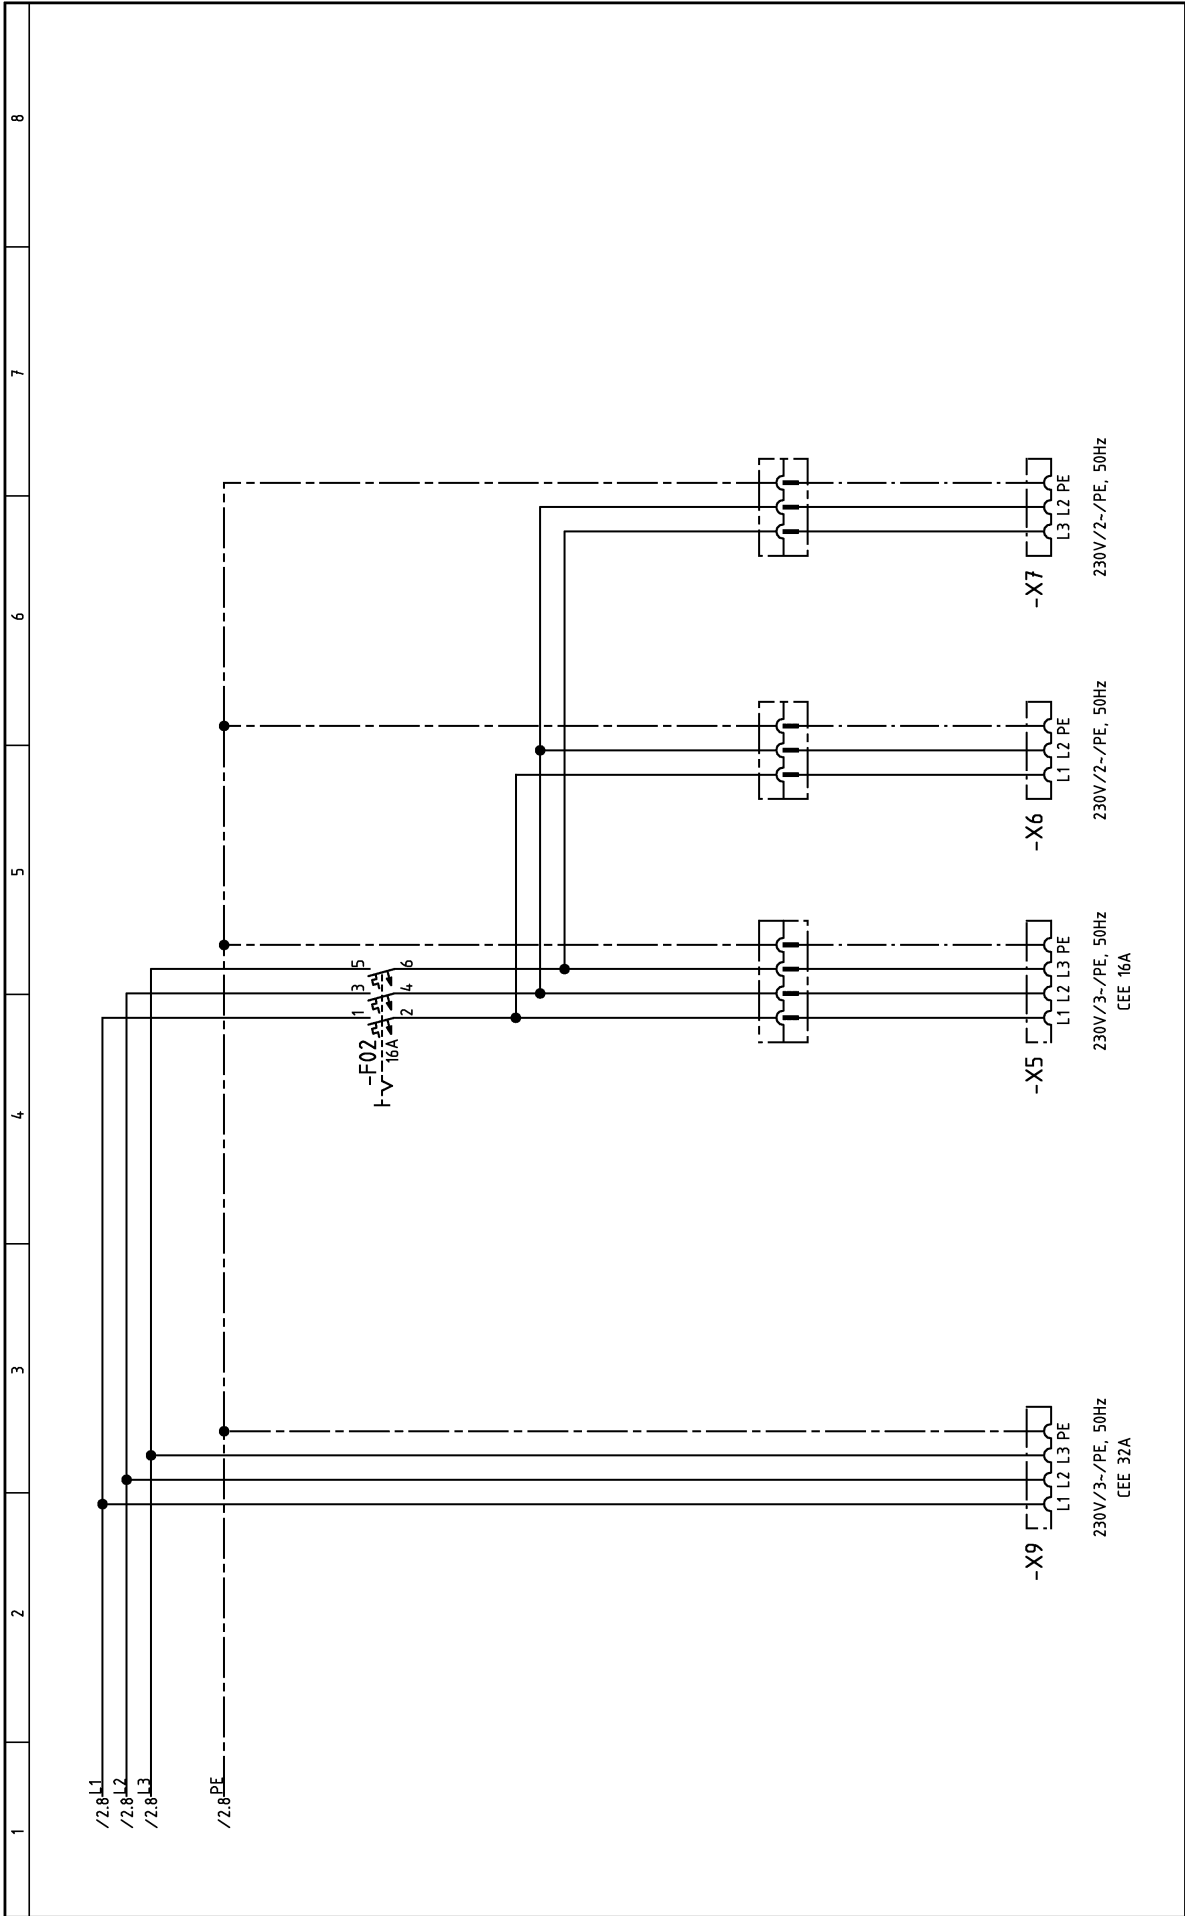 1 2 3 4 5 6 7 8
/2.8 L1
/2.8 L2
/2.8 L3
/2.8 PE
-F02
16A
1 3 5
2 4 6
-X9
L1 L2 L3 PE
230V/3~/PE, 50Hz
CEE 32A
-X5
L1 L2 L3 PE
230V/3~/PE, 50Hz
CEE 16A
-X6
L1 L2 PE
230V/2~/PE, 50Hz
-X7
L3 L2 PE
230V/2~/PE, 50Hz